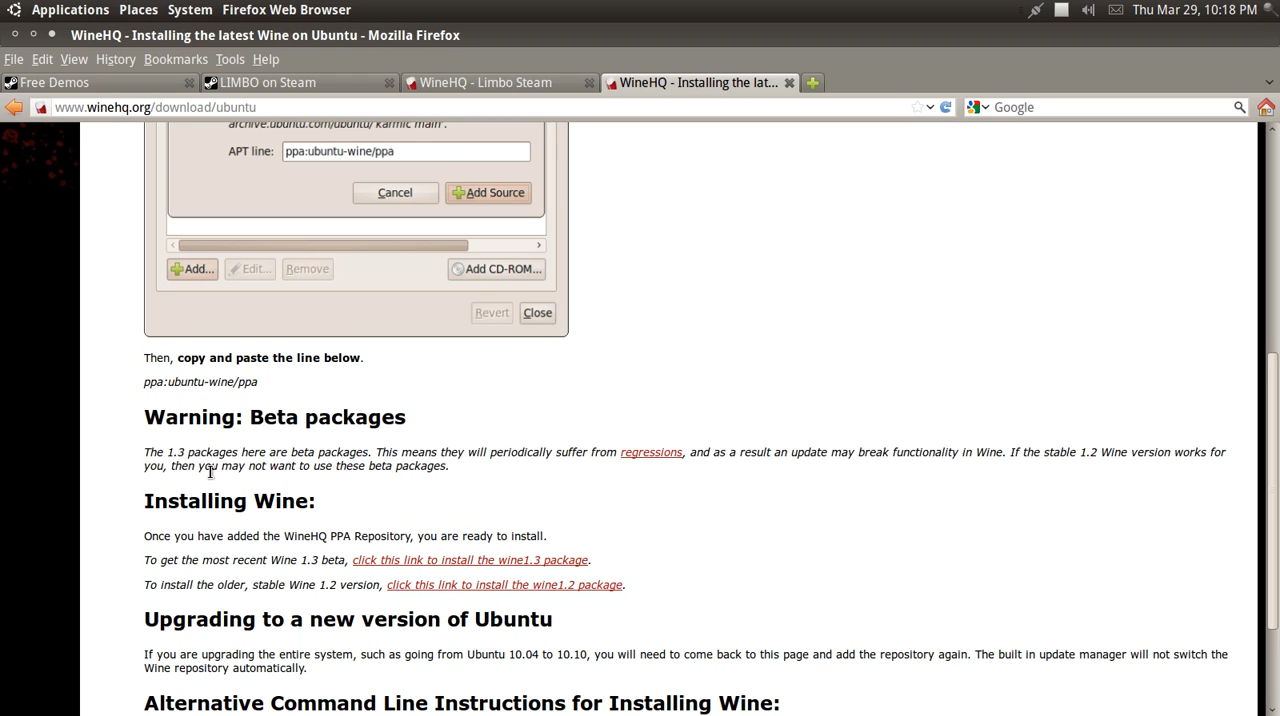 Applications Places System Firefox Web Browser Thu Mar 29, 10:18 PM
WineHQ - Installing the latest Wine on Ubuntu - Mozilla Firefox
File Edit View History Bookmarks Tools Help
Free Demos LIMBO on Steam WineHQ - Limbo Steam WineHQ - Installing the lat...
www.winehq.org/download/ubuntu Google
archive.ubuntu.com/ubuntu/ karmic main'.
APT line: ppa:ubuntu-wine/ppa
Cancel Add Source
Add... Edit... Remove Add CD-ROM...
Revert Close
Then, copy and paste the line below.
ppa:ubuntu-wine/ppa
Warning: Beta packages
The 1.3 packages here are beta packages. This means they will periodically suffer from regressions, and as a result an update may break functionality in Wine. If the stable 1.2 Wine version works for
you, then you may not want to use these beta packages.
Installing Wine:
Once you have added the WineHQ PPA Repository, you are ready to install.
To get the most recent Wine 1.3 beta, click this link to install the wine1.3 package.
To install the older, stable Wine 1.2 version, click this link to install the wine1.2 package.
Upgrading to a new version of Ubuntu
If you are upgrading the entire system, such as going from Ubuntu 10.04 to 10.10, you will need to come back to this page and add the repository again. The built in update manager will not switch the
Wine repository automatically.
Alternative Command Line Instructions for Installing Wine: